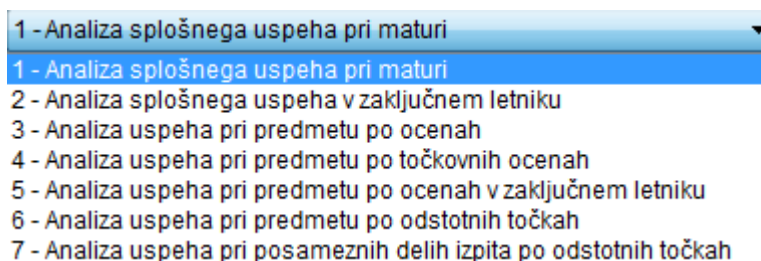 1 - Analiza splošnega uspeha pri maturi
1 - Analiza splošnega uspeha pri maturi
2 - Analiza splošnega uspeha v zaključnem letniku
3 - Analiza uspeha pri predmetu po ocenah
4 - Analiza uspeha pri predmetu po točkovnih ocenah
5 - Analiza uspeha pri predmetu po ocenah v zaključnem letniku
6 - Analiza uspeha pri predmetu po odstotnih točkah
7 - Analiza uspeha pri posameznih delih izpita po odstotnih točkah